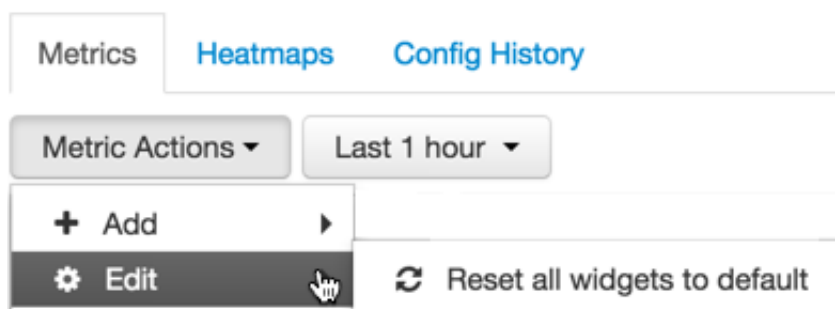 Metrics Heatmaps Config History
Metric Actions Last 1 hour
Add
Edit Reset all widgets to default